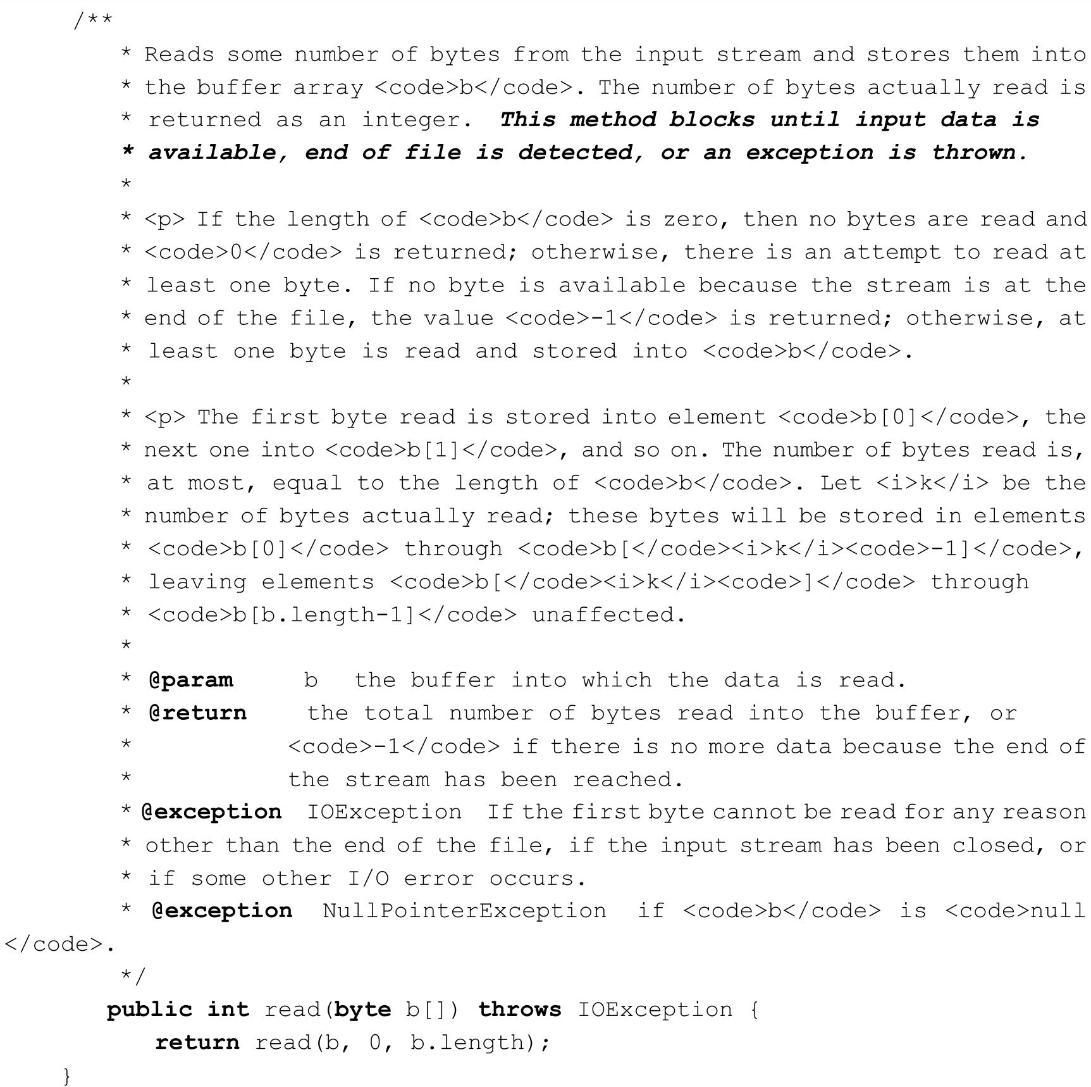 /**
* Reads some number of bytes from the input stream and stores them into
* the buffer array <code>b</code>. The number of bytes actually read is
* returned as an integer. This method blocks until input data is
* available, end of file is detected, or an exception is thrown.
*
* <p> If the length of <code>b</code> is zero, then no bytes are read and
* <code>0</code> is returned; otherwise, there is an attempt to read at
* least one byte. If no byte is available because the stream is at the
* end of the file, the value <code>-1</code> is returned; otherwise, at
* least one byte is read and stored into <code>b</code>.
*
* <p> The first byte read is stored into element <code>b[0]</code>, the
* next one into <code>b[1]</code>, and so on. The number of bytes read is,
* at most, equal to the length of <code>b</code>. Let <i>k</i> be the
* number of bytes actually read; these bytes will be stored in elements
* <code>b[0]</code> through <code>b[</code><i>k</i><code>-1]</code>,
* leaving elements <code>b[</code><i>k</i><code>]</code> through
* <code>b[b.length-1]</code> unaffected.
*
* @param b the buffer into which the data is read.
* @return the total number of bytes read into the buffer, or
* <code>-1</code> if there is no more data because the end of
* the stream has been reached.
* @exception IOException If the first byte cannot be read for any reason
* other than the end of the file, if the input stream has been closed, or
* if some other I/O error occurs.
* @exception NullPointerException if <code>b</code> is <code>null
</code>.
*/
public int read(byte b[]) throws IOException {
return read(b, 0, b.length);
}